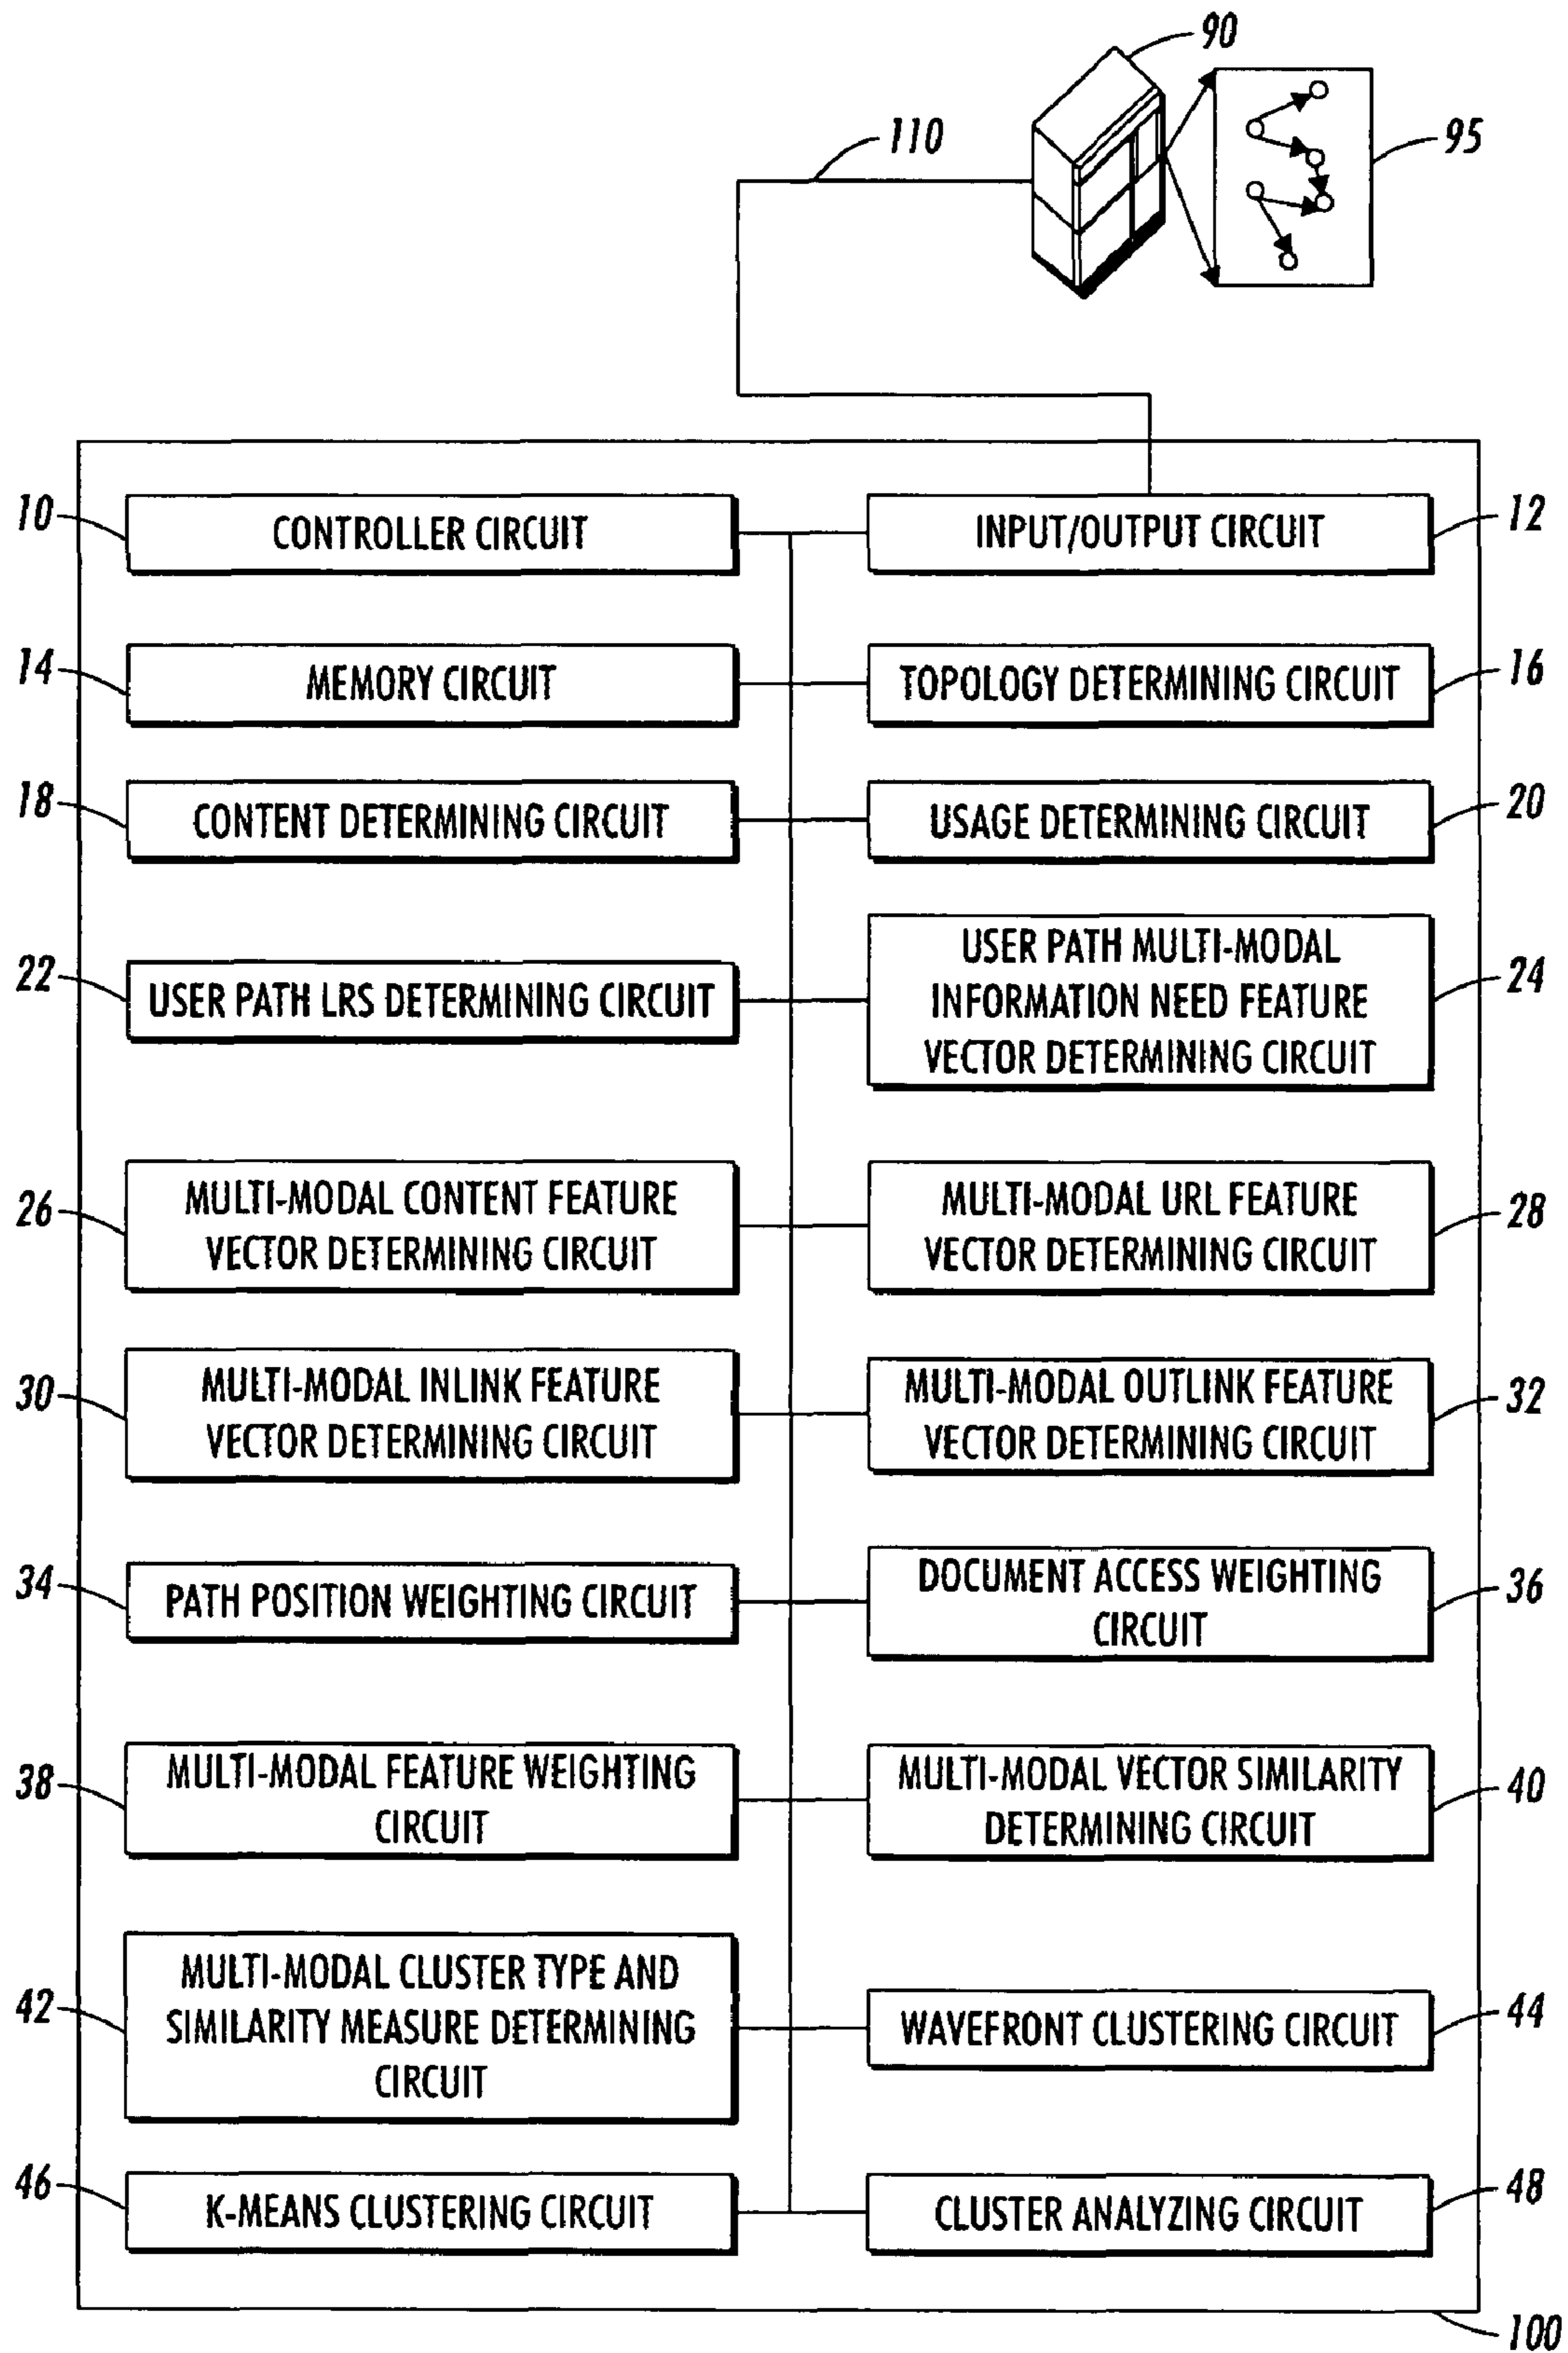 90
110
95
10
CONTROLLER CIRCUIT
INPUT/OUTPUT CIRCUIT
12
14
MEMORY CIRCUIT
TOPOLOGY DETERMINING CIRCUIT
16
18
CONTENT DETERMINING CIRCUIT
USAGE DETERMINING CIRCUIT
20
22
USER PATH LRS DETERMINING CIRCUIT
USER PATH MULTI-MODAL
INFORMATION NEED FEATURE
VECTOR DETERMINING CIRCUIT
24
26
MULTI-MODAL CONTENT FEATURE
VECTOR DETERMINING CIRCUIT
MULTI-MODAL URL FEATURE
VECTOR DETERMINING CIRCUIT
28
30
MULTI-MODAL INLINK FEATURE
VECTOR DETERMINING CIRCUIT
MULTI-MODAL OUTLINK FEATURE
VECTOR DETERMINING CIRCUIT
32
34
PATH POSITION WEIGHTING CIRCUIT
DOCUMENT ACCESS WEIGHTING
CIRCUIT
36
38
MULTI-MODAL FEATURE WEIGHTING
CIRCUIT
MULTI-MODAL VECTOR SIMILARITY
DETERMINING CIRCUIT
40
42
MULTI-MODAL CLUSTER TYPE AND
SIMILARITY MEASURE DETERMINING
CIRCUIT
WAVEFRONT CLUSTERING CIRCUIT
44
46
K-MEANS CLUSTERING CIRCUIT
CLUSTER ANALYZING CIRCUIT
48
100